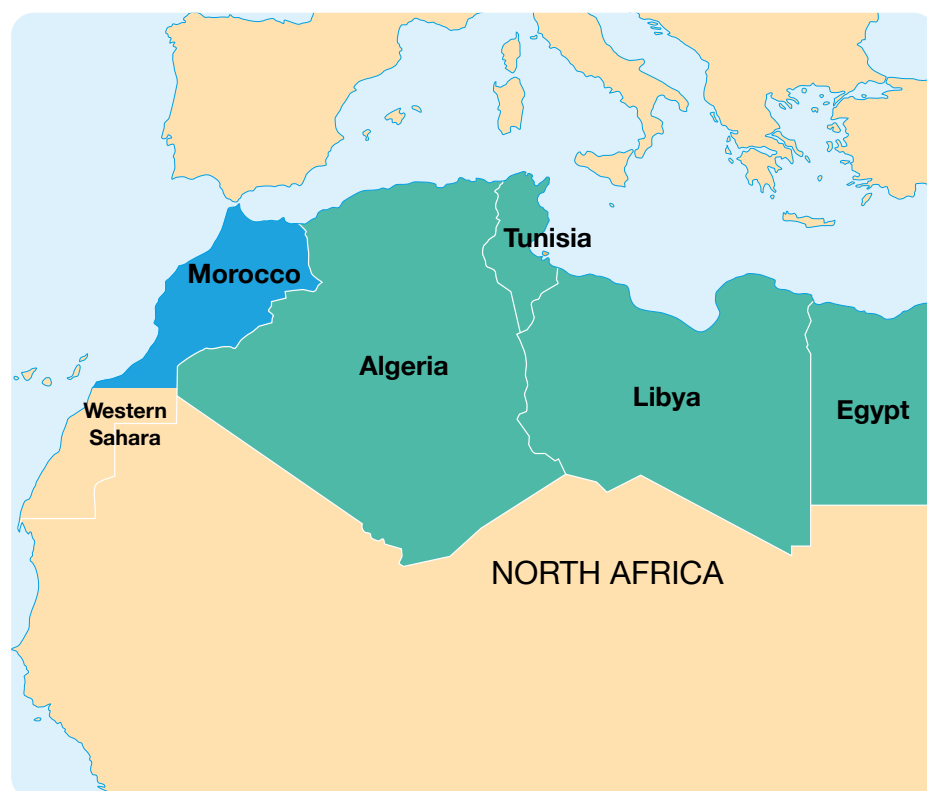 Tunisia
Morocco
Algeria
Libya
Egypt
Western
Sahara
NORTH AFRICA